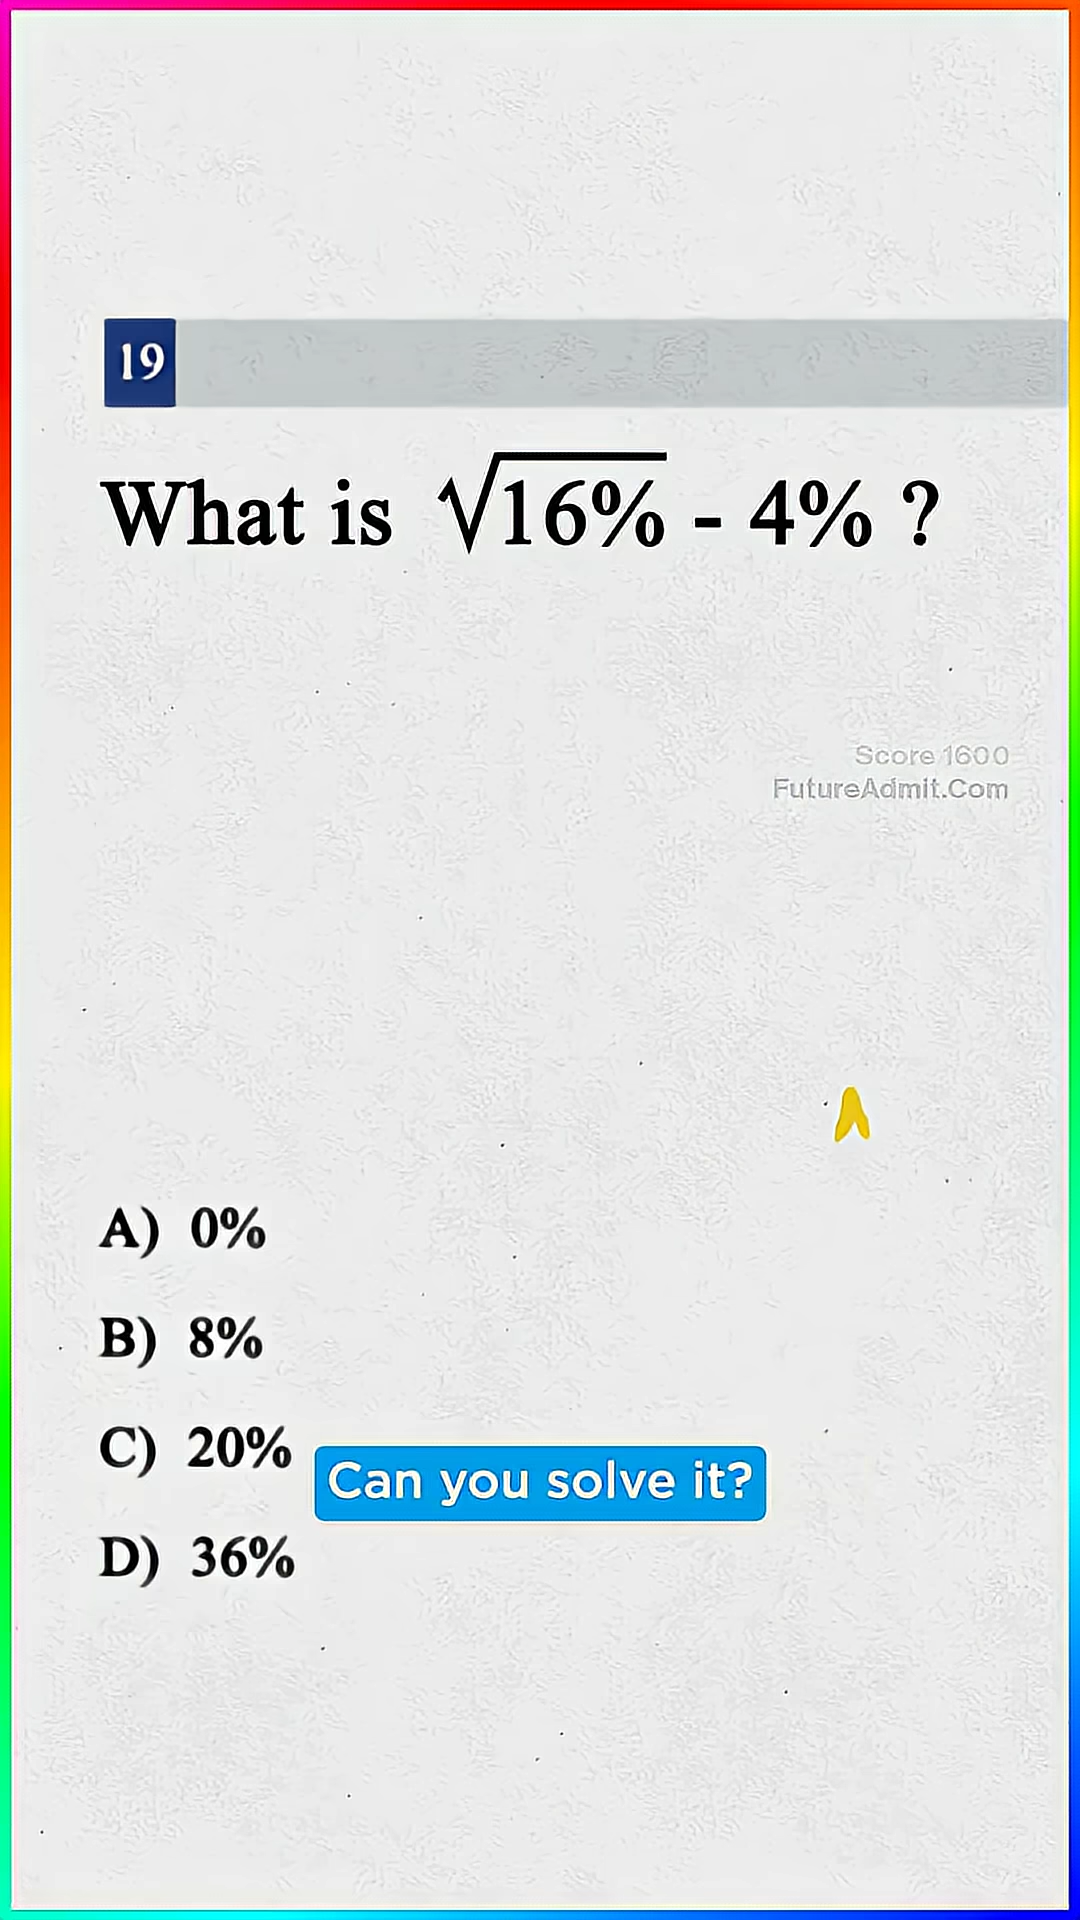 19
What is √16% - 4% ?
Score 1600
FutureAdmit.Com
A) 0%
B) 8%
C) 20%
Can you solve it?
D) 36%